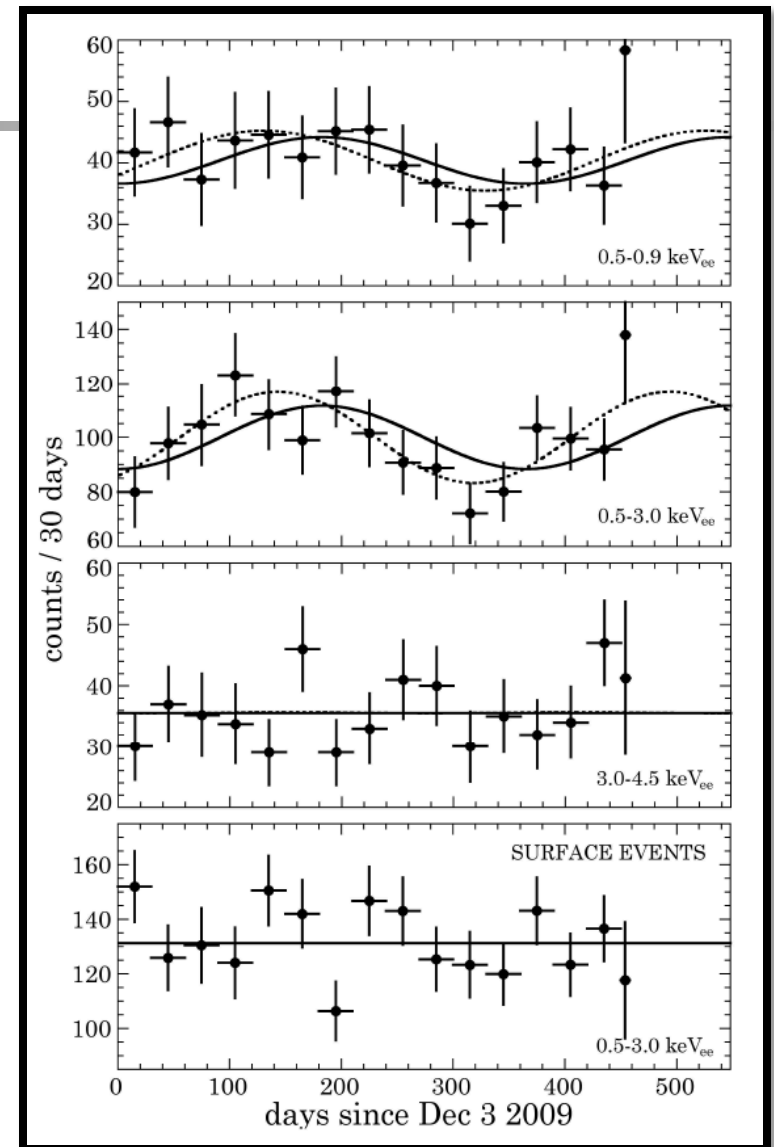 60
50
40
30
20
0.5-0.9 keVee
140
120
100
80
60
0.5-3.0 keVee
counts / 30 days
60
50
40
30
20
3.0-4.5 keVee
SURFACE EVENTS
160
140
120
100
0.5-3.0 keVee
0 100 200 300 400 500
days since Dec 3 2009